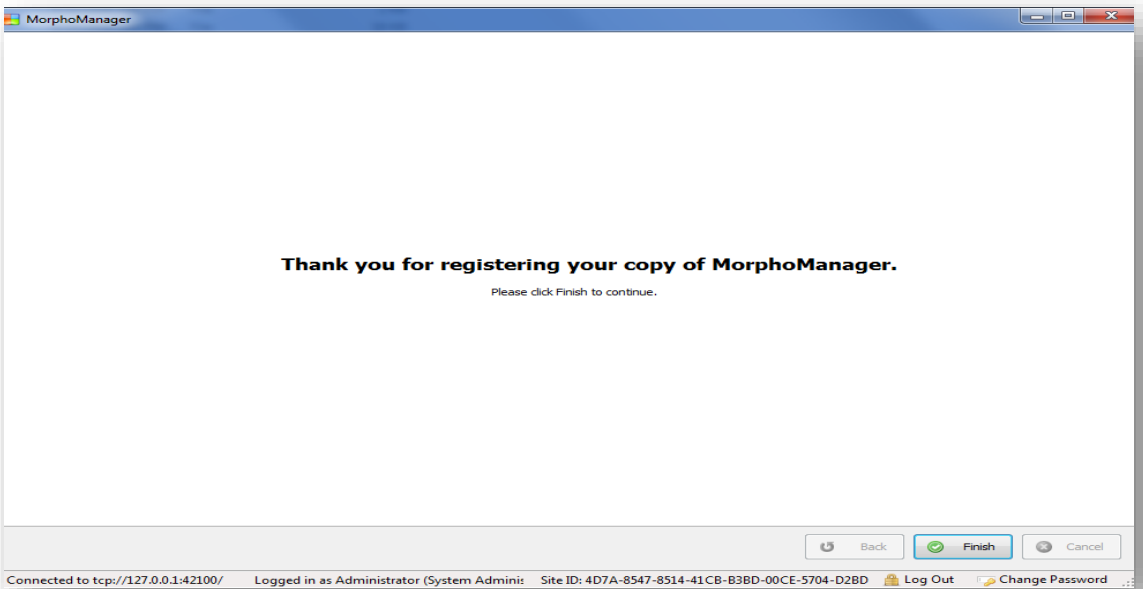 MorphoManager
Thank you for registering your copy of MorphoManager.
Please click Finish to continue.
Back Finish Cancel
Connected to tcp://127.0.0.1:42100/ Logged in as Administrator (System Adminis Site ID: 4D7A-8547-8514-41CB-B3BD-00CE-5704-D2BD Log Out Change Password